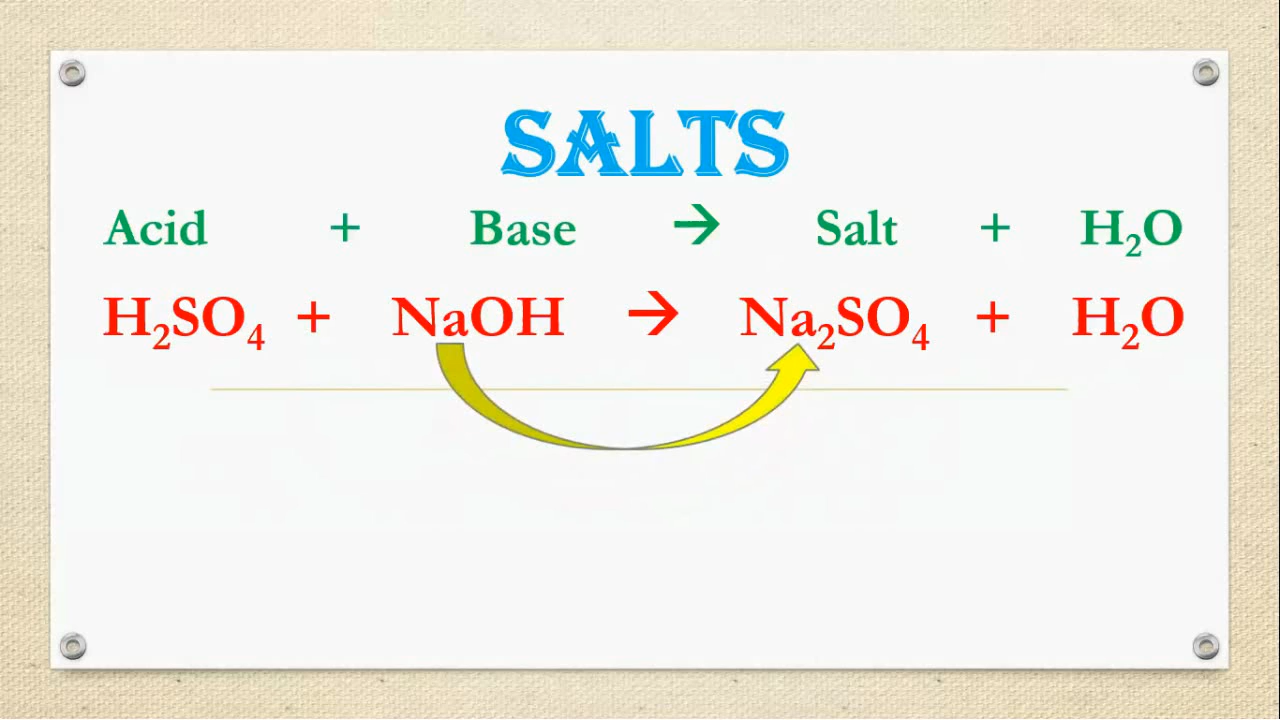 SALTS
Acid + Base → Salt + H₂O
H₂SO₄ + NaOH → Na₂SO₄ + H₂O